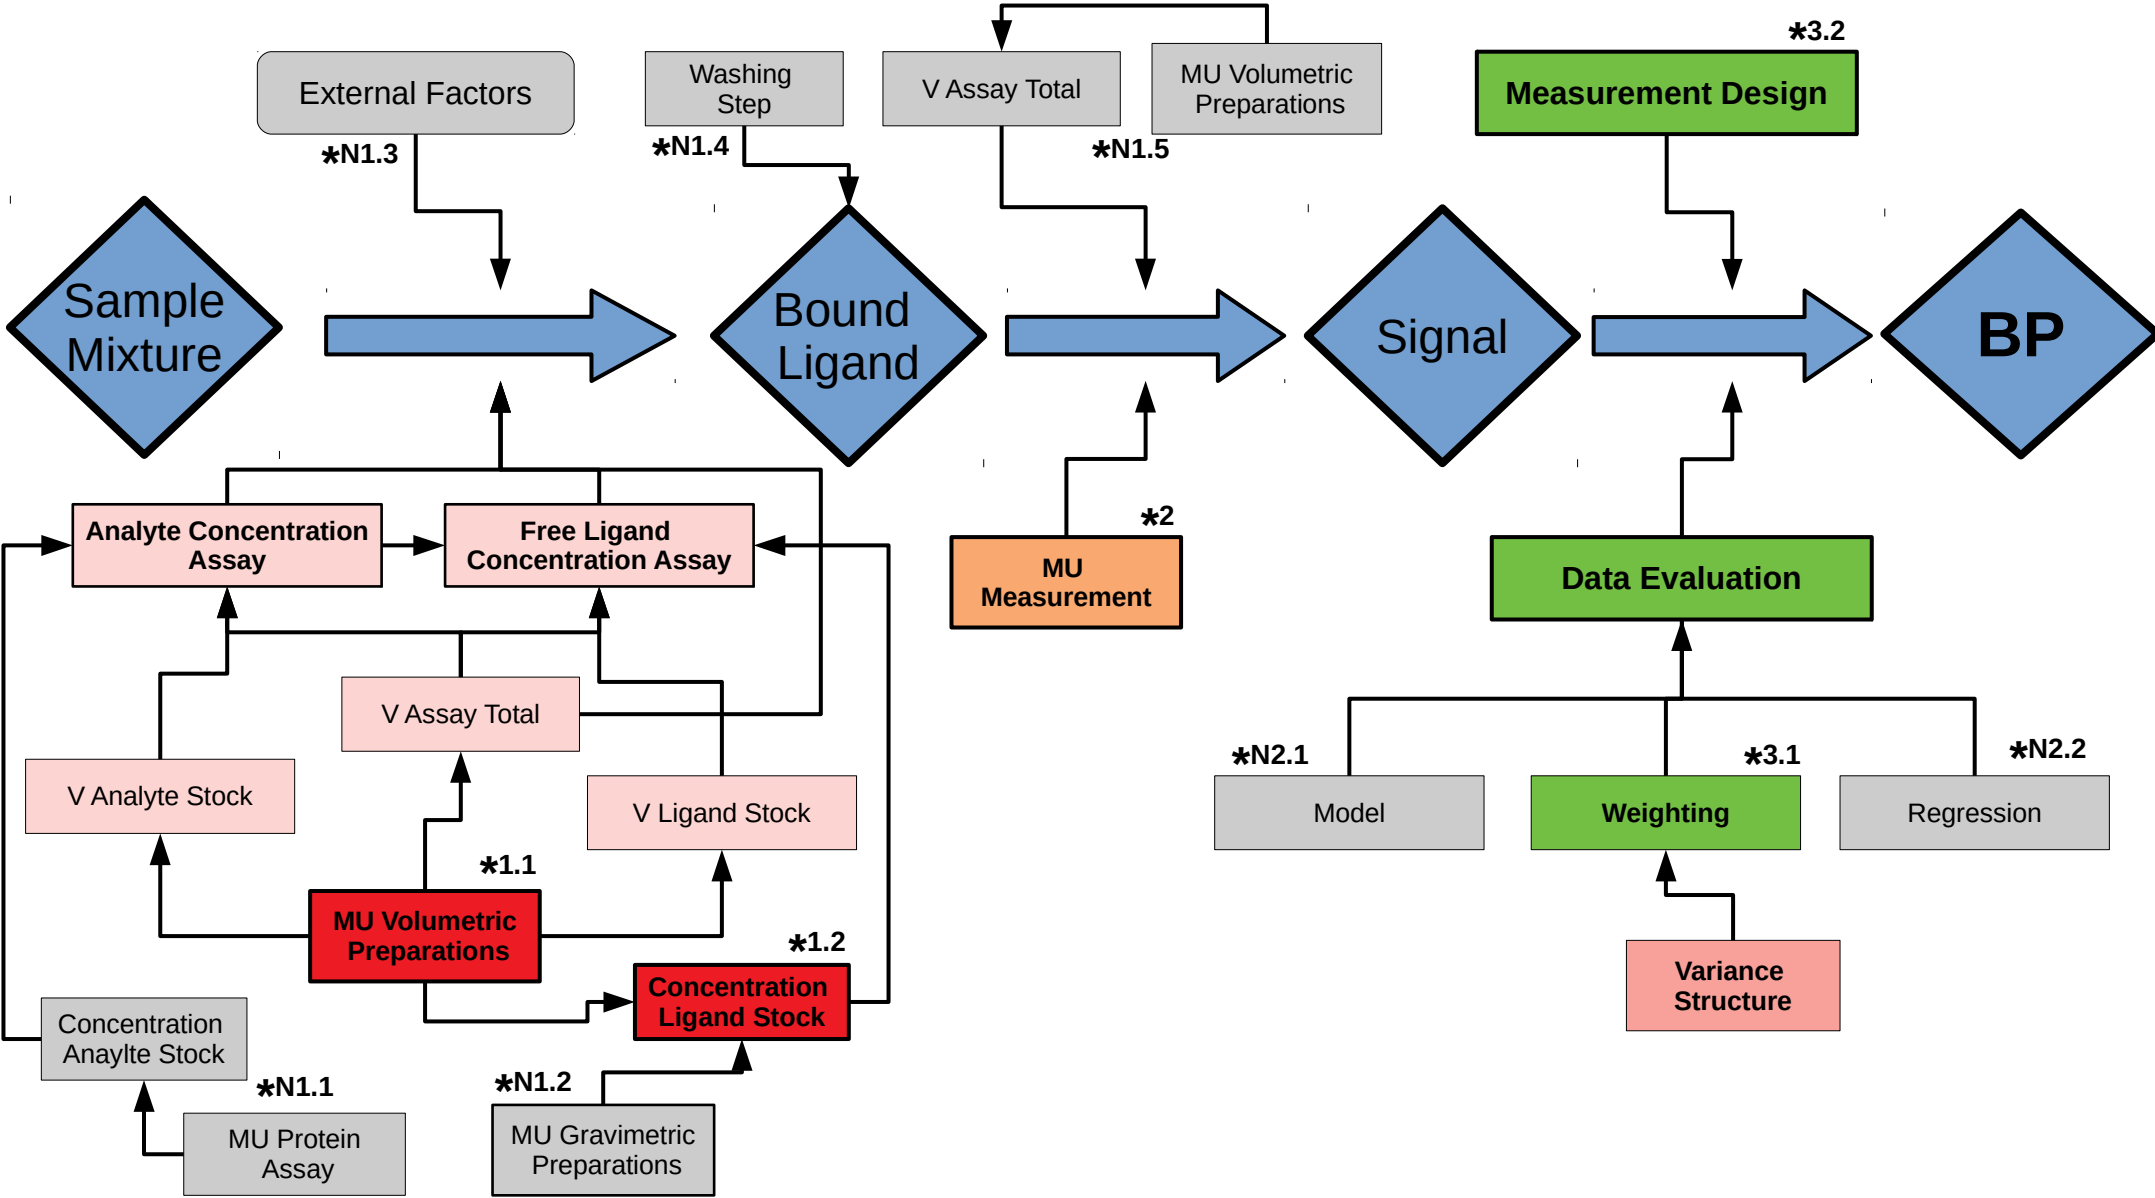 *3.2
External Factors
Washing
Step
V Assay Total
MU Volumetric
Preparations
Measurement Design
*N1.3
*N1.4
*N1.5
Sample
Mixture
Bound
Ligand
Signal
BP
Analyte Concentration
Assay
Free Ligand
Concentration Assay
*2
MU
Measurement
Data Evaluation
V Assay Total
V Analyte Stock
V Ligand Stock
*N2.1
*3.1
*N2.2
Model
Weighting
Regression
*1.1
MU Volumetric
Preparations
*1.2
Concentration
Ligand Stock
Variance
Structure
Concentration
Anaylte Stock
*N1.1
*N1.2
MU Protein
Assay
MU Gravimetric
Preparations